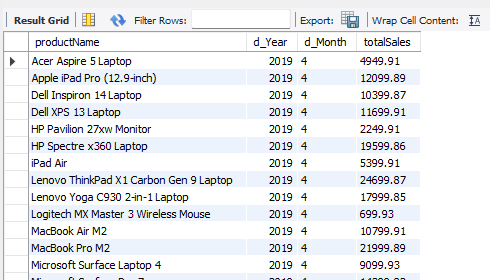 Result Grid Filter Rows: Export: Wrap Cell Content:
productName d_Year d_Month totalSales
Acer Aspire 5 Laptop 2019 4 4949.91
Apple iPad Pro (12.9-inch) 2019 4 12099.89
Dell Inspiron 14 Laptop 2019 4 10399.87
Dell XPS 13 Laptop 2019 4 11699.91
HP Pavilion 27xw Monitor 2019 4 2249.91
HP Spectre x360 Laptop 2019 4 19599.86
iPad Air 2019 4 5399.91
Lenovo ThinkPad X1 Carbon Gen 9 Laptop 2019 4 24699.87
Lenovo Yoga C930 2-in-1 Laptop 2019 4 17999.85
Logitech MX Master 3 Wireless Mouse 2019 4 699.93
MacBook Air M2 2019 4 10799.91
MacBook Pro M2 2019 4 21999.89
Microsoft Surface Laptop 4 2019 4 9099.93